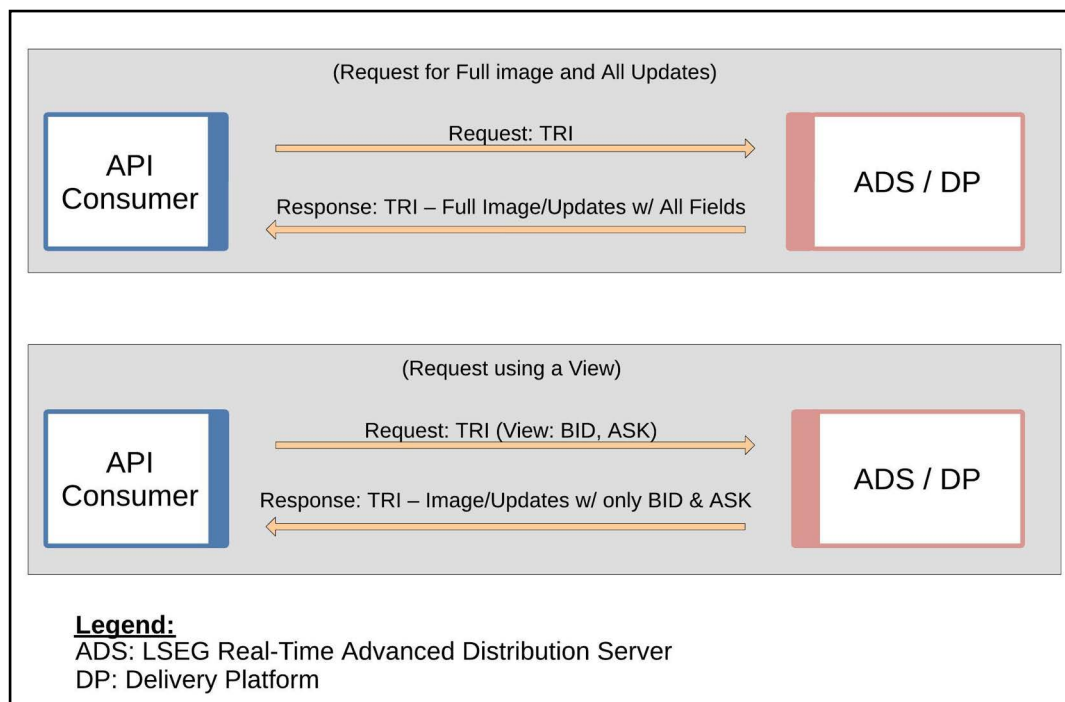 (Request for Full image and All Updates)
API
Consumer
Request: TRI
Response: TRI – Full Image/Updates w/ All Fields
ADS / DP
(Request using a View)
API
Consumer
Request: TRI (View: BID, ASK)
Response: TRI – Image/Updates w/ only BID & ASK
ADS / DP
Legend:
ADS: LSEG Real-Time Advanced Distribution Server
DP: Delivery Platform